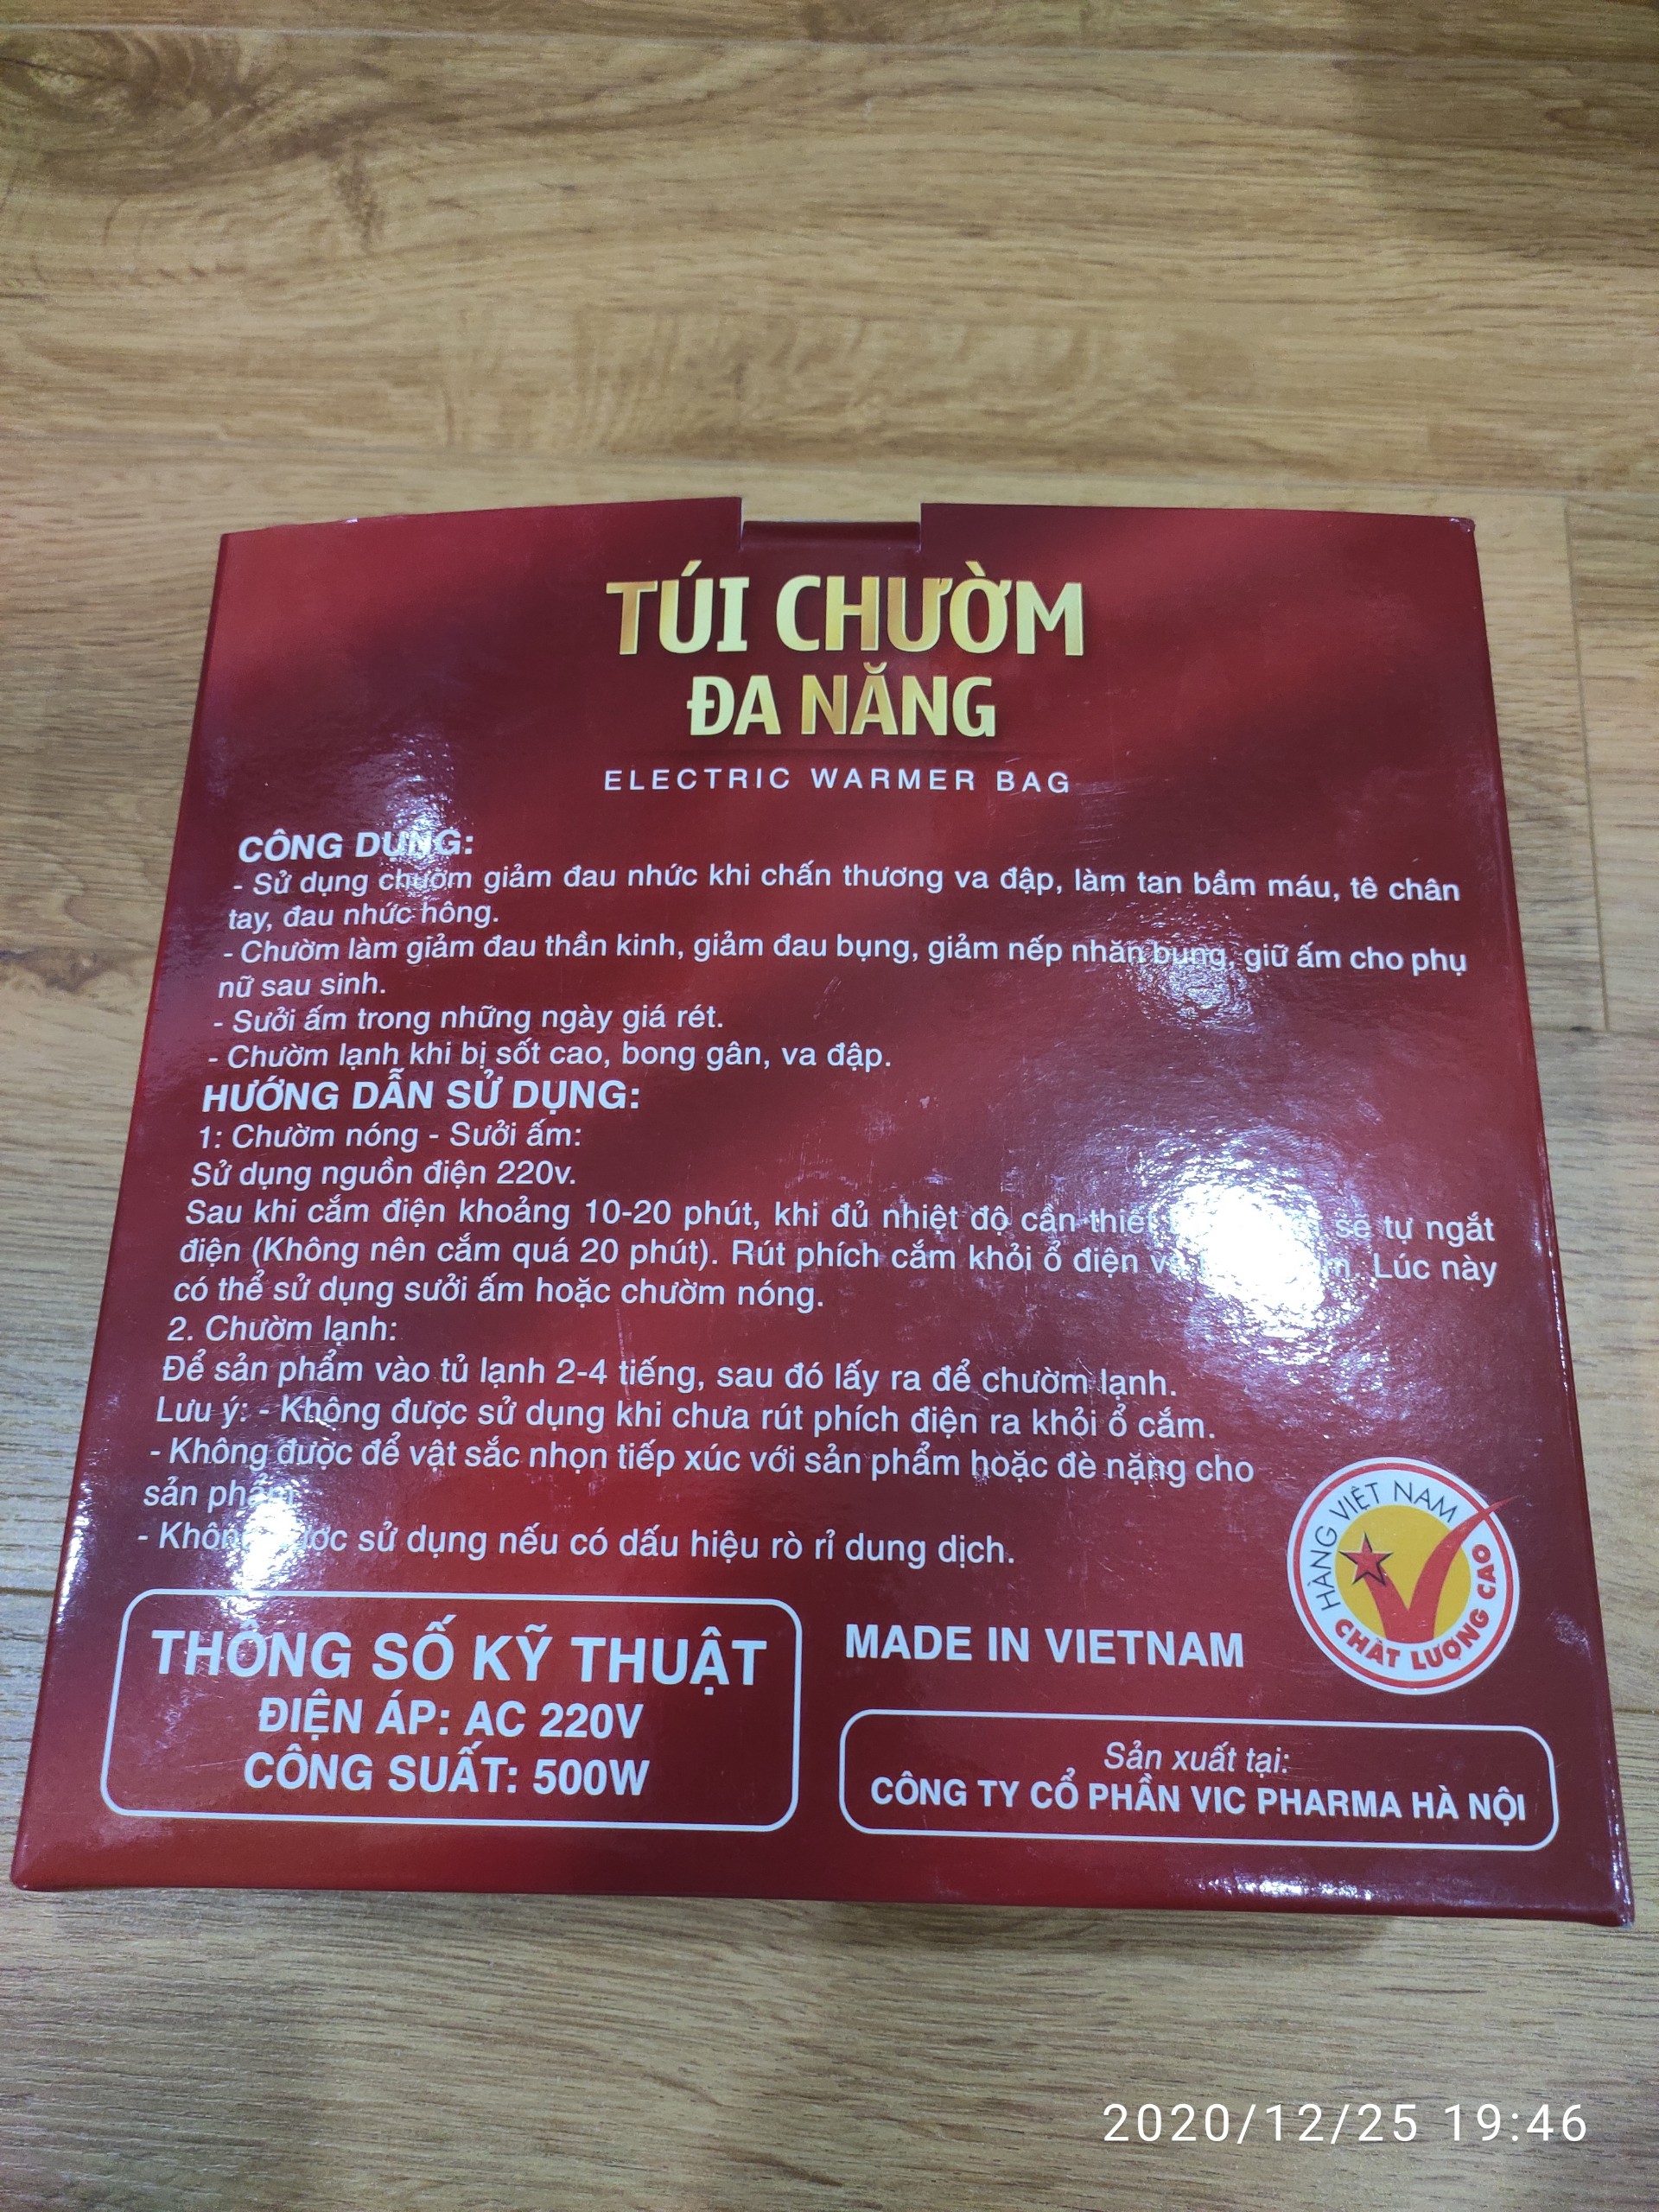 TÚI CHƯỜM
ĐA NĂNG
ELECTRIC WARMER BAG
CÔNG DỤNG:
- Sử dụng chườm giảm đau nhức khi chấn thương va đập, làm tan bầm máu, tê chân
tay, đau nhức hông.
- Chườm làm giảm đau thần kinh, giảm đau bụng, giảm nếp nhăn bụng, giữ ấm cho phụ
nữ sau sinh.
- Sưởi ấm trong những ngày giá rét.
- Chườm lạnh khi bị sốt cao, bong gân, va đập.
HƯỚNG DẪN SỬ DỤNG:
1: Chườm nóng - Sưởi ấm:
Sử dụng nguồn điện 220v.
Sau khi cắm điện khoảng 10-20 phút, khi đủ nhiệt độ cần thiết sẽ tự ngắt
điện (Không nên cắm quá 20 phút). Rút phích cắm khỏi ổ điện Lúc này
có thể sử dụng sưởi ấm hoặc chườm nóng.
2. Chườm lạnh:
Để sản phẩm vào tủ lạnh 2-4 tiếng, sau đó lấy ra để chườm lạnh.
Lưu ý: - Không được sử dụng khi chưa rút phích điện ra khỏi ổ cắm.
- Không được để vật sắc nhọn tiếp xúc với sản phẩm hoặc đè nặng cho
sản phẩm
- Không được sử dụng nếu có dấu hiệu rò rỉ dung dịch.
HÀNG VIỆT NAM
CHẤT LƯỢNG CAO
THÔNG SỐ KỸ THUẬT
ĐIỆN ÁP: AC 220V
CÔNG SUẤT: 500W
MADE IN VIETNAM
Sản xuất tại:
CÔNG TY CỔ PHẦN VIC PHARMA HÀ NỘI
2020/12/25 19:46